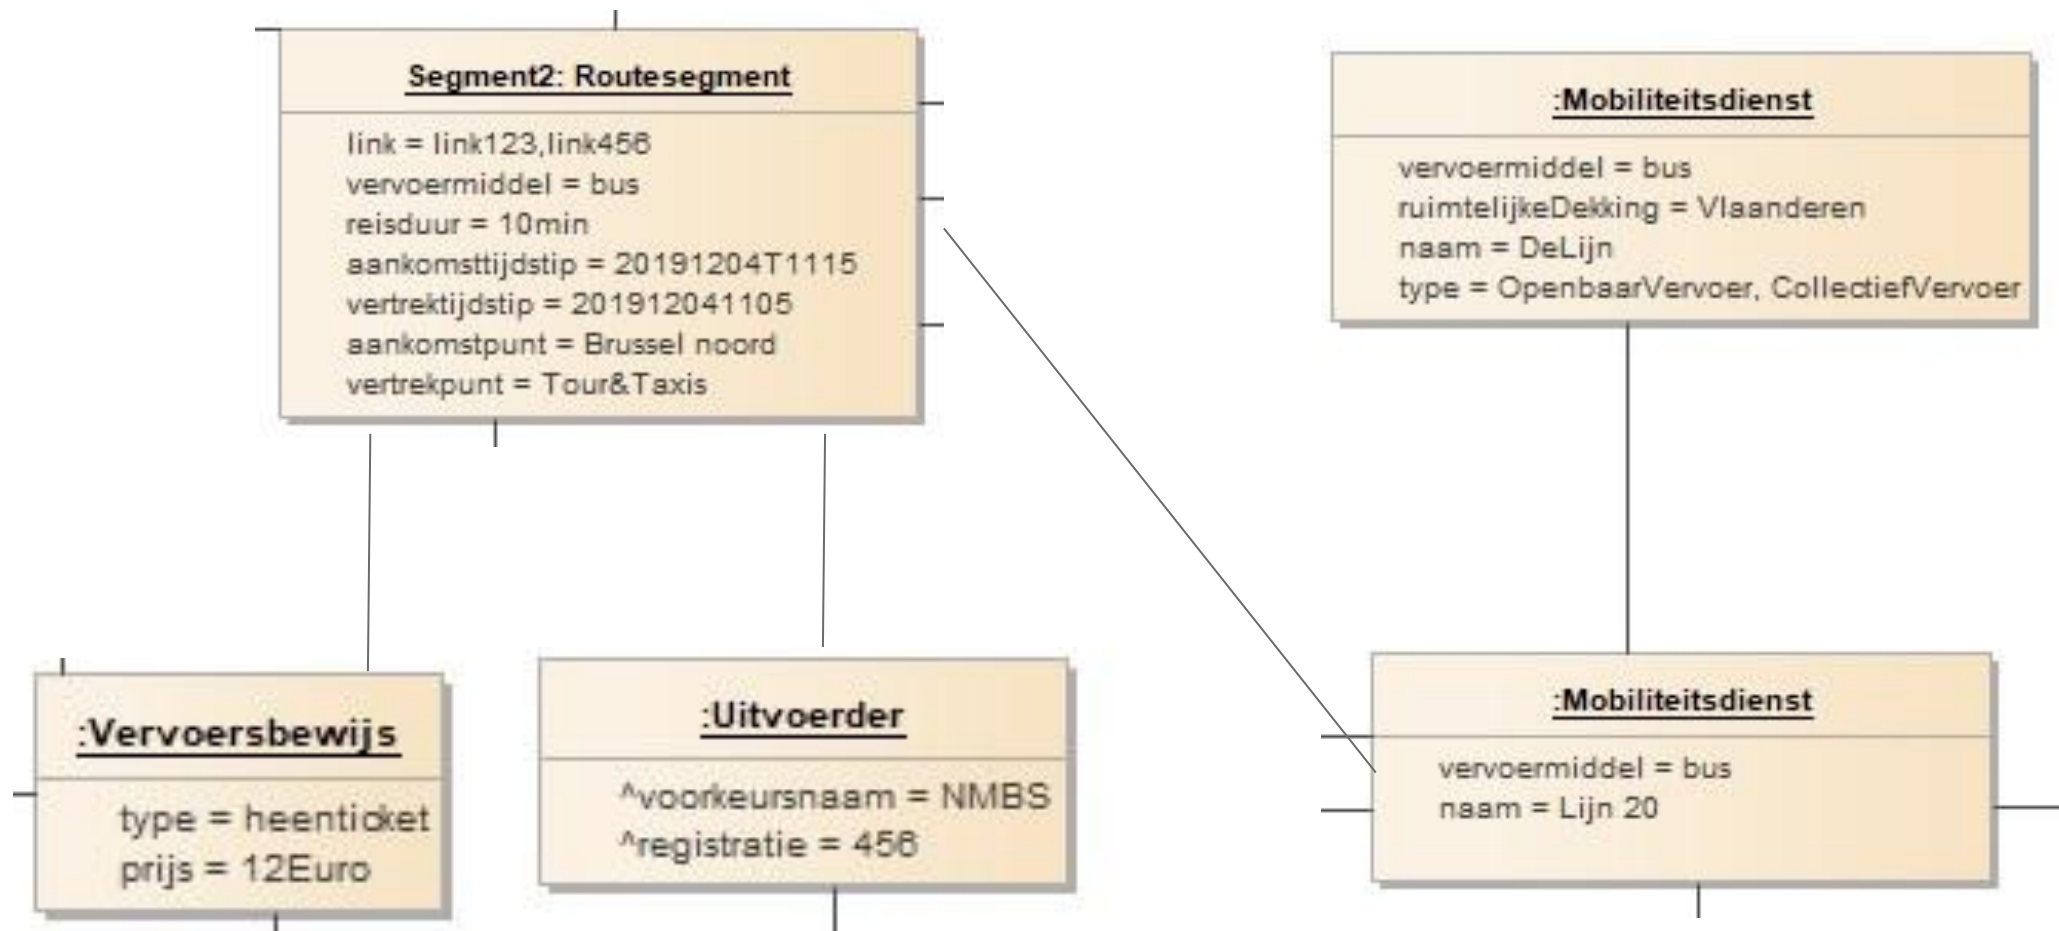 Segment2: Routesegment
link = link123,link456
vervoermiddel = bus
reisduur = 10min
aankomsttijdstip = 20191204T1115
vertrektijdstip = 201912041105
aankomstpunt = Brussel noord
vertrekpunt = Tour&Taxis
:Mobiliteitsdienst
vervoermiddel = bus
ruimtelijkeDekking = Vlaanderen
naam = DeLijn
type = OpenbaarVervoer, CollectiefVervoer
:Vervoersbewijs
type = heenticket
prijs = 12Euro
:Uitvoerder
^voorkeursnaam = NMBS
^registratie = 456
:Mobiliteitsdienst
vervoermiddel = bus
naam = Lijn 20